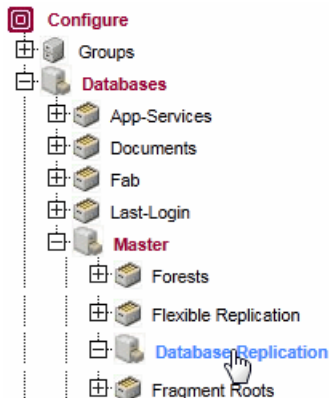 Configure
Groups
Databases
App-Services
Documents
Fab
Last-Login
Master
Forests
Flexible Replication
Database Replication
Fragment Roots